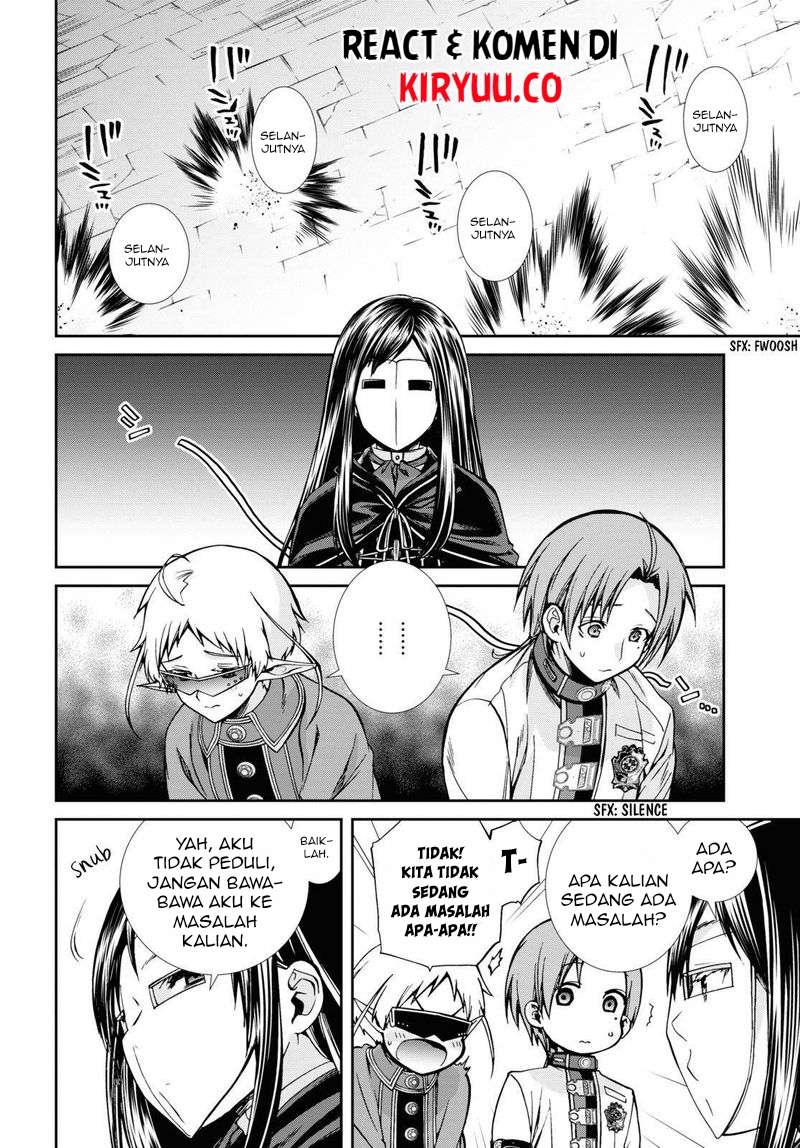 REACT & KOMEN DI
KIRYUU.CO
SELAN-
JUTNYA
SELAN-
JUTNYA
SELAN-
JUTNYA
SELAN-
JUTNYA
SFX: FWOOSH
SFX: SILENCE
ADA
APA?
APA KALIAN
SEDANG ADA
MASALAH?
T-
TIDAK!
KITA TIDAK
SEDANG
ADA MASALAH
APA-APA!!
BAIK-
LAH.
YAH, AKU
TIDAK PEDULI,
JANGAN BAWA-
BAWA AKU KE
MASALAH
KALIAN.
snub